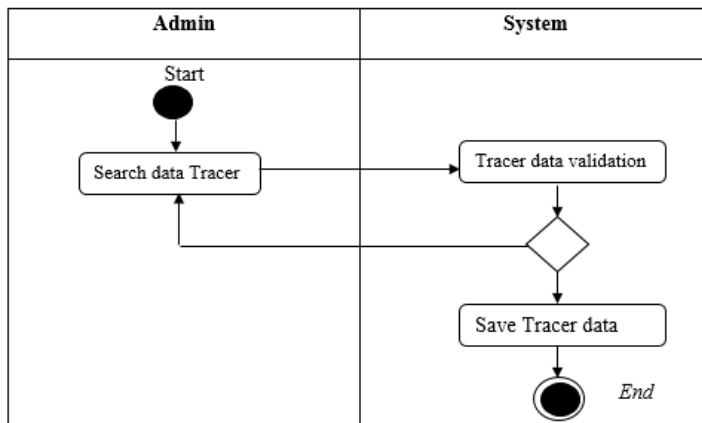 Admin
System
Start
Search data Tracer
Tracer data validation
Save Tracer data
End